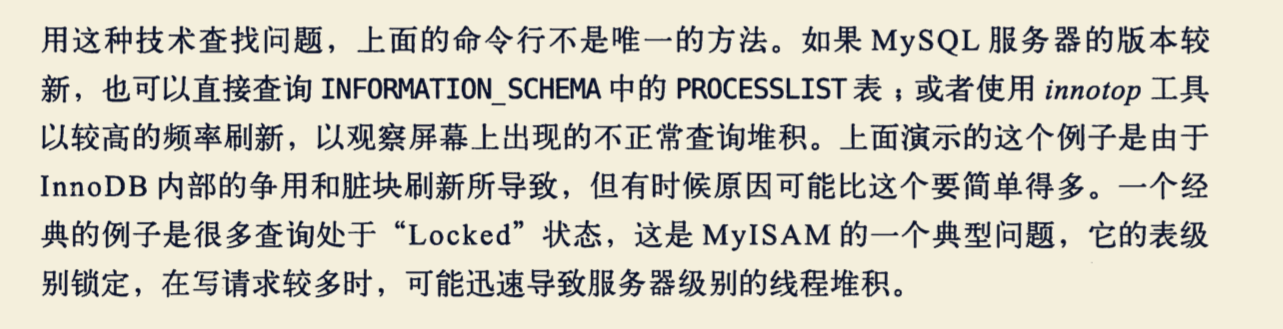 用这种技术查找问题，上面的命令行不是唯一的方法。如果 MySQL 服务器的版本较
新，也可以直接查询 INFORMATION_SCHEMA 中的 PROCESSLIST 表；或者使用 innotop 工具
以较高的频率刷新，以观察屏幕上出现的不正常查询堆积。上面演示的这个例子是由于
InnoDB 内部的争用和脏块刷新所导致，但有时候原因可能比这个要简单得多。一个经
典的例子是很多查询处于“Locked”状态，这是 MyISAM 的一个典型问题，它的表级
别锁定，在写请求较多时，可能迅速导致服务器级别的线程堆积。